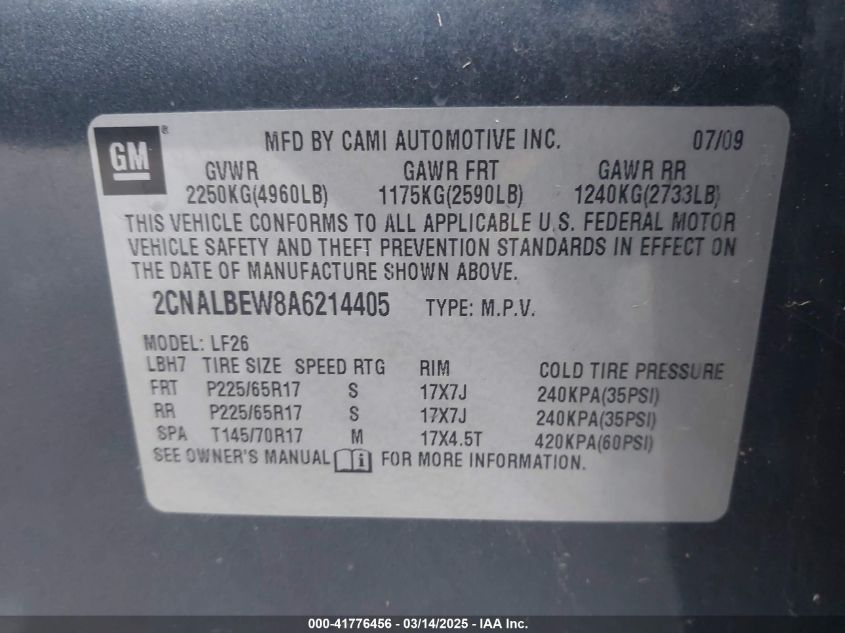 GM ® MFD BY CAMI AUTOMOTIVE INC. 07/09
GVWR GAWR FRT GAWR RR
2250KG(4960LB) 1175KG(2590LB) 1240KG(2733LB)
THIS VEHICLE CONFORMS TO ALL APPLICABLE U.S. FEDERAL MOTOR
VEHICLE SAFETY AND THEFT PREVENTION STANDARDS IN EFFECT ON
THE DATE OF MANUFACTURE SHOWN ABOVE.
2CNALBEW8A6214405 TYPE: M.P.V.
MODEL: LF26
LBH7 TIRE SIZE SPEED RTG RIM COLD TIRE PRESSURE
FRT P225/65R17 S 17X7J 240KPA(35PSI)
RR P225/65R17 S 17X7J 240KPA(35PSI)
SPA T145/70R17 M 17X4.5T 420KPA(60PSI)
SEE OWNER'S MANUAL FOR MORE INFORMATION.
000-41776456 - 03/14/2025 - IAA Inc.